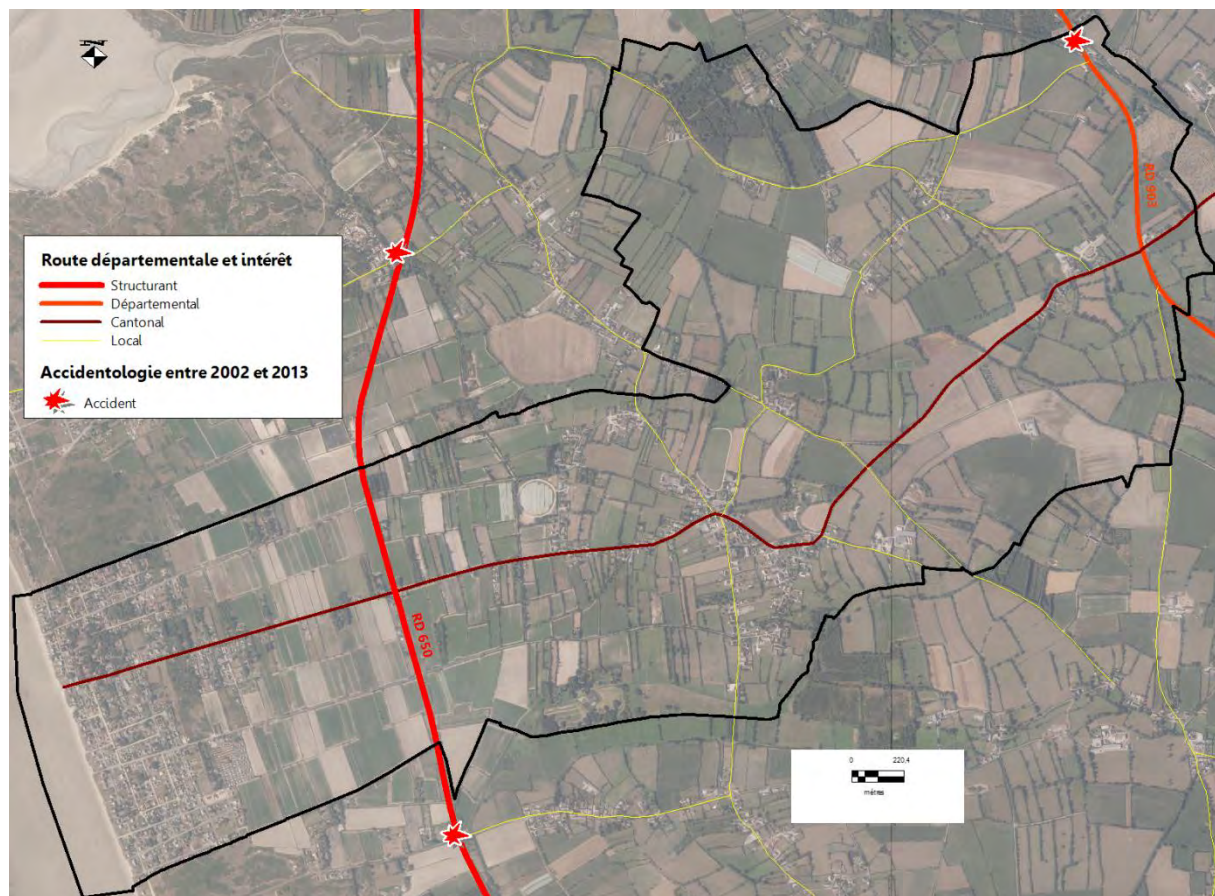 RD 903
Route départementale et intérêt
Structurant
Départemental
Cantonal
Local
Accidentologie entre 2002 et 2013
Accident
RD 650
0 220,4
mètres